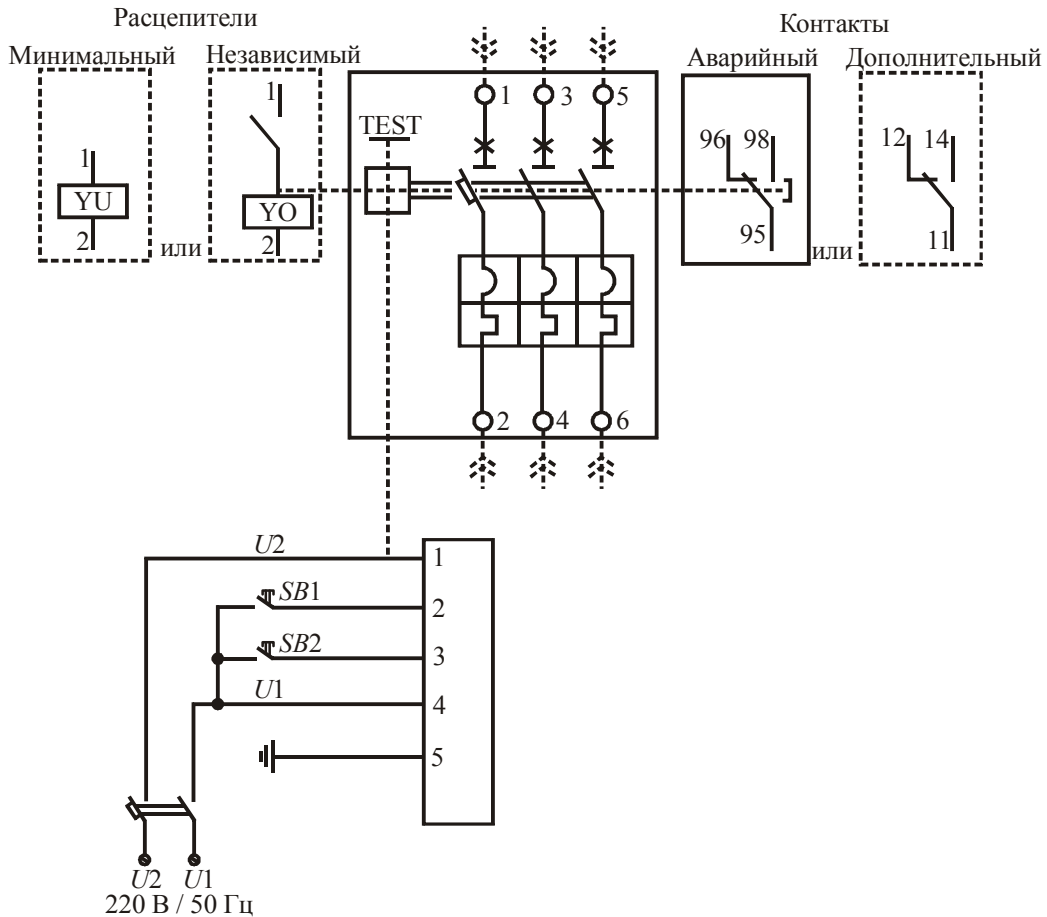 Расцепители
Контакты
Минимальный
Независимый
Аварийный
Дополнительный
1
1
3
5
TEST
96
98
12
14
1
YU
YO
2
или
2
95
или
11
2
4
6
U2
1
SB1
2
SB2
3
U1
4
5
U2
U1
220 В / 50 Гц